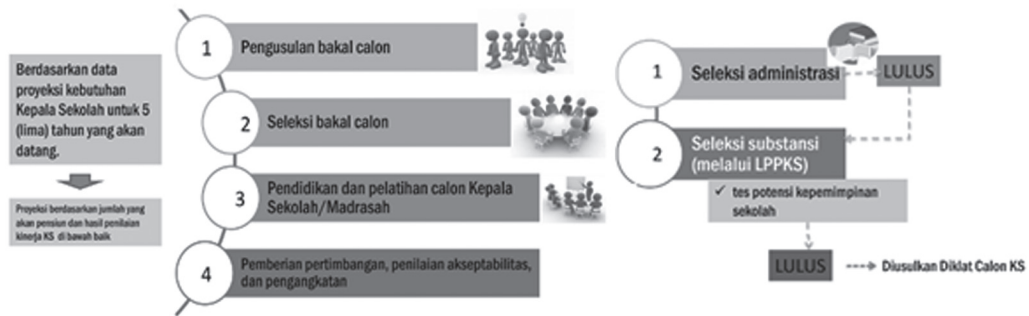 Berdasarkan data
proyeksi kebutuhan
Kepala Sekolah untuk 5
(lima) tahun yang akan
datang.
Proyeksi berdasarkan jumlah yang
akan pensiun dan hasil penilaian
kinerja KS di bawah baik
1
Pengusulan bakal calon
2
Seleksi bakal calon
3
Pendidikan dan pelatihan calon Kepala
Sekolah/Madrasah
4
Pemberian pertimbangan, penilaian akseptabilitas,
dan pengangkatan
1
Seleksi administrasi
LULUS
2
Seleksi substansi
(melalui LPPKS)
✓ tes potensi kepemimpinan
sekolah
LULUS
Diusulkan Diklat Calon KS